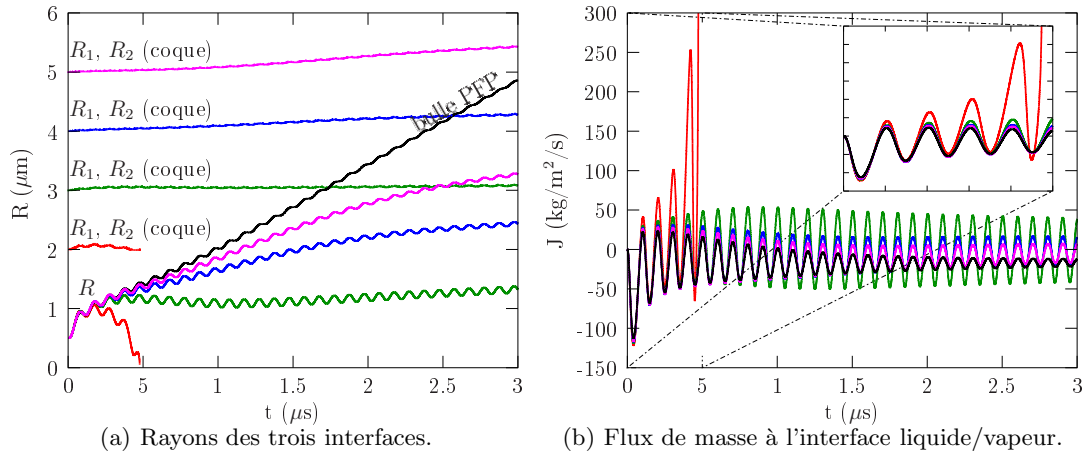 6
5
4
3
2
1
0
R (μm)
R₁, R₂ (coque)
R₁, R₂ (coque)
R₁, R₂ (coque)
R₁, R₂ (coque)
R
bulle PFP
0
5
1
1.5
2.0
2.5
3
t (μs)
(a) Rayons des trois interfaces.
300
250
200
150
100
50
0
-50
-100
-150
J (kg/m²/s)
0
5
1
1.5
2
2.5
3
t (μs)
(b) Flux de masse à l'interface liquide/vapeur.